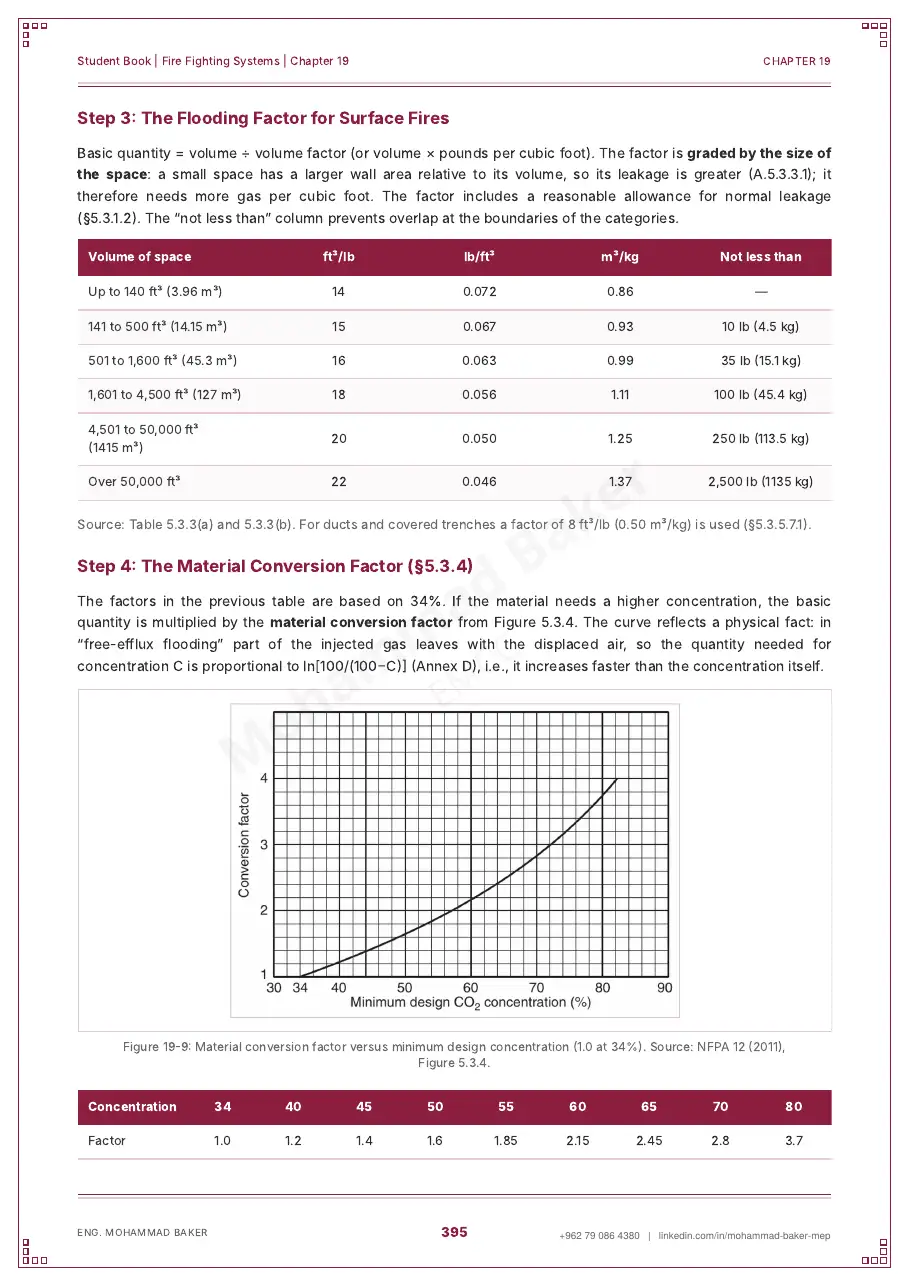 Student Book | Fire Fighting Systems | Chapter 19
CHAPTER 19
Step 3: The Flooding Factor for Surface Fires
Basic quantity = volume ÷ volume factor (or volume × pounds per cubic foot). The factor is graded by the size of
the space: a small space has a larger wall area relative to its volume, so its leakage is greater (A.5.3.3.1); it
therefore needs more gas per cubic foot. The factor includes a reasonable allowance for normal leakage
(§5.3.1.2). The “not less than” column prevents overlap at the boundaries of the categories.
Volume of space ft³/lb lb/ft³ m³/kg Not less than
Up to 140 ft³ (3.96 m³) 14 0.072 0.86 —
141 to 500 ft³ (14.15 m³) 15 0.067 0.93 10 lb (4.5 kg)
501 to 1,600 ft³ (45.3 m³) 16 0.063 0.99 35 lb (15.1 kg)
1,601 to 4,500 ft³ (127 m³) 18 0.056 1.11 100 lb (45.4 kg)
4,501 to 50,000 ft³
(1415 m³) 20 0.050 1.25 250 lb (113.5 kg)
Over 50,000 ft³ 22 0.046 1.37 2,500 lb (1135 kg)
Source: Table 5.3.3(a) and 5.3.3(b). For ducts and covered trenches a factor of 8 ft³/lb (0.50 m³/kg) is used (§5.3.5.7.1).
Step 4: The Material Conversion Factor (§5.3.4)
The factors in the previous table are based on 34%. If the material needs a higher concentration, the basic
quantity is multiplied by the material conversion factor from Figure 5.3.4. The curve reflects a physical fact: in
“free-efflux flooding” part of the injected gas leaves with the displaced air, so the quantity needed for
concentration C is proportional to ln[100/(100−C)] (Annex D), i.e., it increases faster than the concentration itself.
Mohammad Baker
Conversion factor
4
3
2
1
30 34 40 50 60 70 80 90
Minimum design CO₂ concentration (%)
Figure 19-9: Material conversion factor versus minimum design concentration (1.0 at 34%). Source: NFPA 12 (2011),
Figure 5.3.4.
Concentration 34 40 45 50 55 60 65 70 80
Factor 1.0 1.2 1.4 1.6 1.85 2.15 2.45 2.8 3.7
ENG. MOHAMMAD BAKER
395
+962 79 086 4380 | linkedin.com/in/mohammad-baker-mep